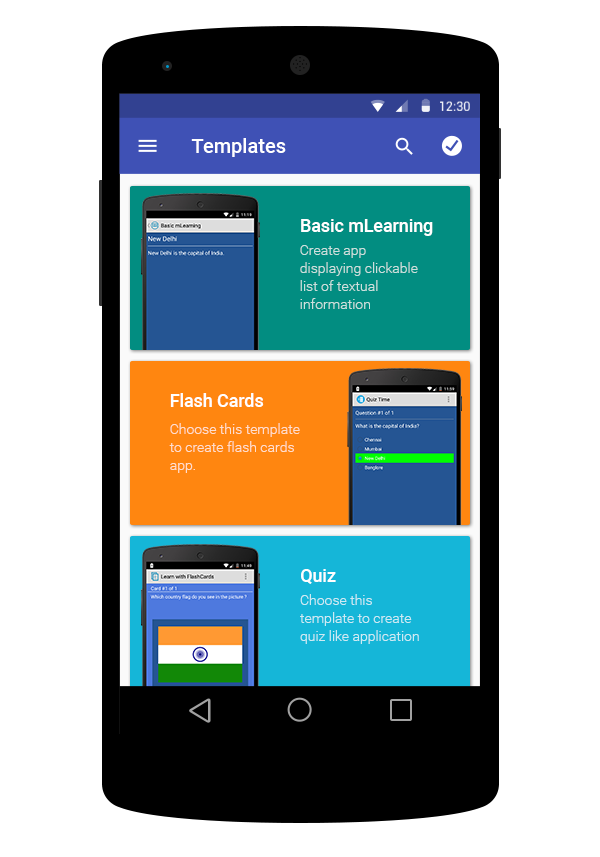 12:30
Templates
11:19
Basic mLearning
New Delhi
New Delhi is the capital of India.
Basic mLearning
Create app
displaying clickable
list of textual
information
Flash Cards
Choose this template
to create flash cards
app.
11:59
Quiz Time
Question #1 of 1
What is the capital of India?
Chennai
Mumbai
New Delhi
Banglore
11:49
Learn with FlashCards
Card #1 of 1
Which country flag do you see in the picture ?
Quiz
Choose this
template to create
quiz like application